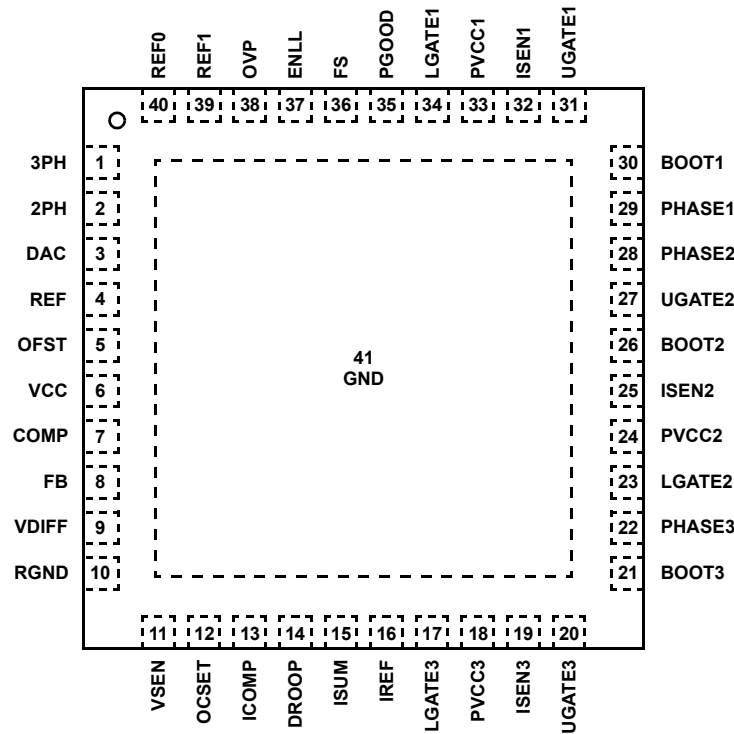 REF0
REF1
OVP
ENLL
FS
PGOOD
LGATE1
PVCC1
ISEN1
UGATE1
40 39 38 37 36 35 34 33 32 31
3PH 1
2PH 2
DAC 3
REF 4
OFST 5
VCC 6
COMP 7
FB 8
VDIFF 9
RGND 10
41
GND
30 BOOT1
29 PHASE1
28 PHASE2
27 UGATE2
26 BOOT2
25 ISEN2
24 PVCC2
23 LGATE2
22 PHASE3
21 BOOT3
11 12 13 14 15 16 17 18 19 20
VSEN
OCSET
ICOMP
DROOP
ISUM
IREF
LGATE3
PVCC3
ISEN3
UGATE3